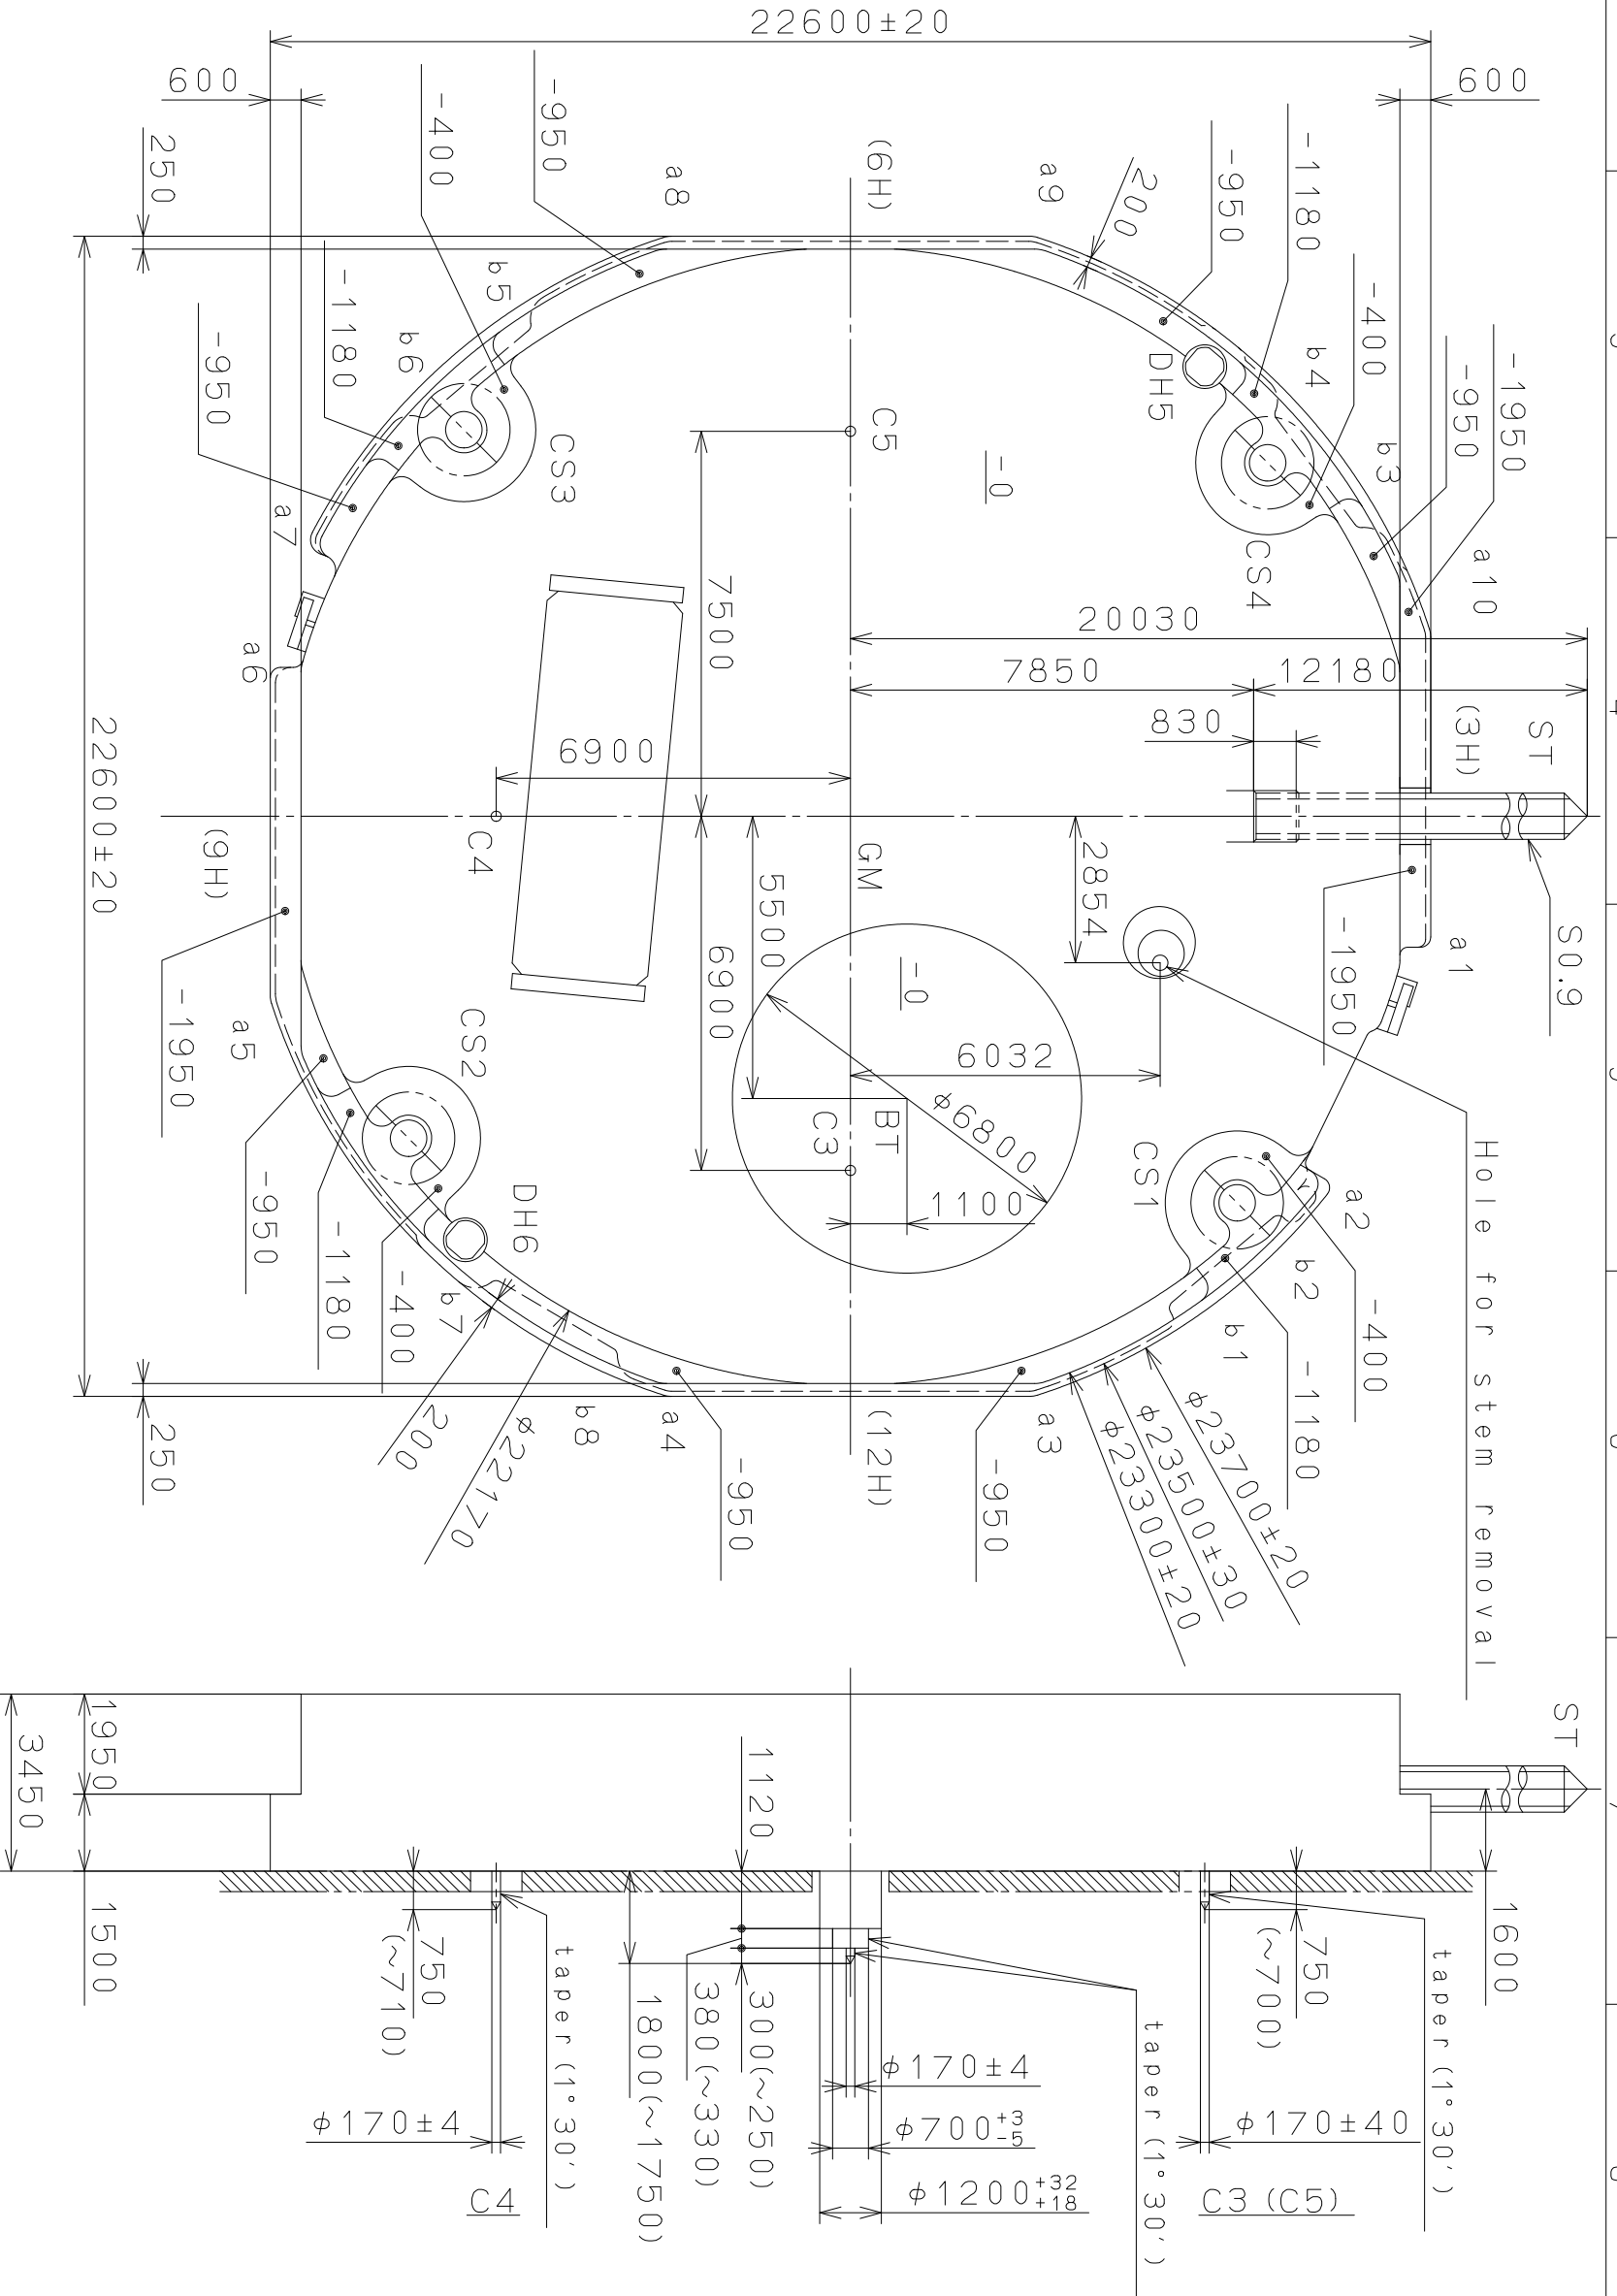 22600±20
600
600
250
-400
-950
a8
(6H)
a9
200
-950
-1180
-400
-950
-1950
b5
-1180
b6
-950
a7
a6
CS3
C5
-0
DH5
b4
b3
CS4
a10
7500
20030
7850
12180
830
6900
(3H)
ST
22600±20
(9H)
C4
GM
2854
5500
6900
-0
6032
φ6800
BT
C3
1100
-1950
a1
S0.9
Hole for stem removal
-1950
a5
CS2
-950
-1180
-400
DH6
b7
CS1
a2
b2
-400
b1
-1180
250
200
φ22170
b8
a4
-950
(12H)
-950
a3
φ23300±20
φ23500±30
φ23700±20
ST
1950
3450
1500
1120
1600
750
(~710)
taper(1°30')
1800(~1750)
380(~330)
300(~250)
750
(~700)
taper(1°30')
taper(1°30')
φ170±4
φ170±4
φ700+3-5
φ1200+32+18
φ170±40
C4
C3(C5)
4